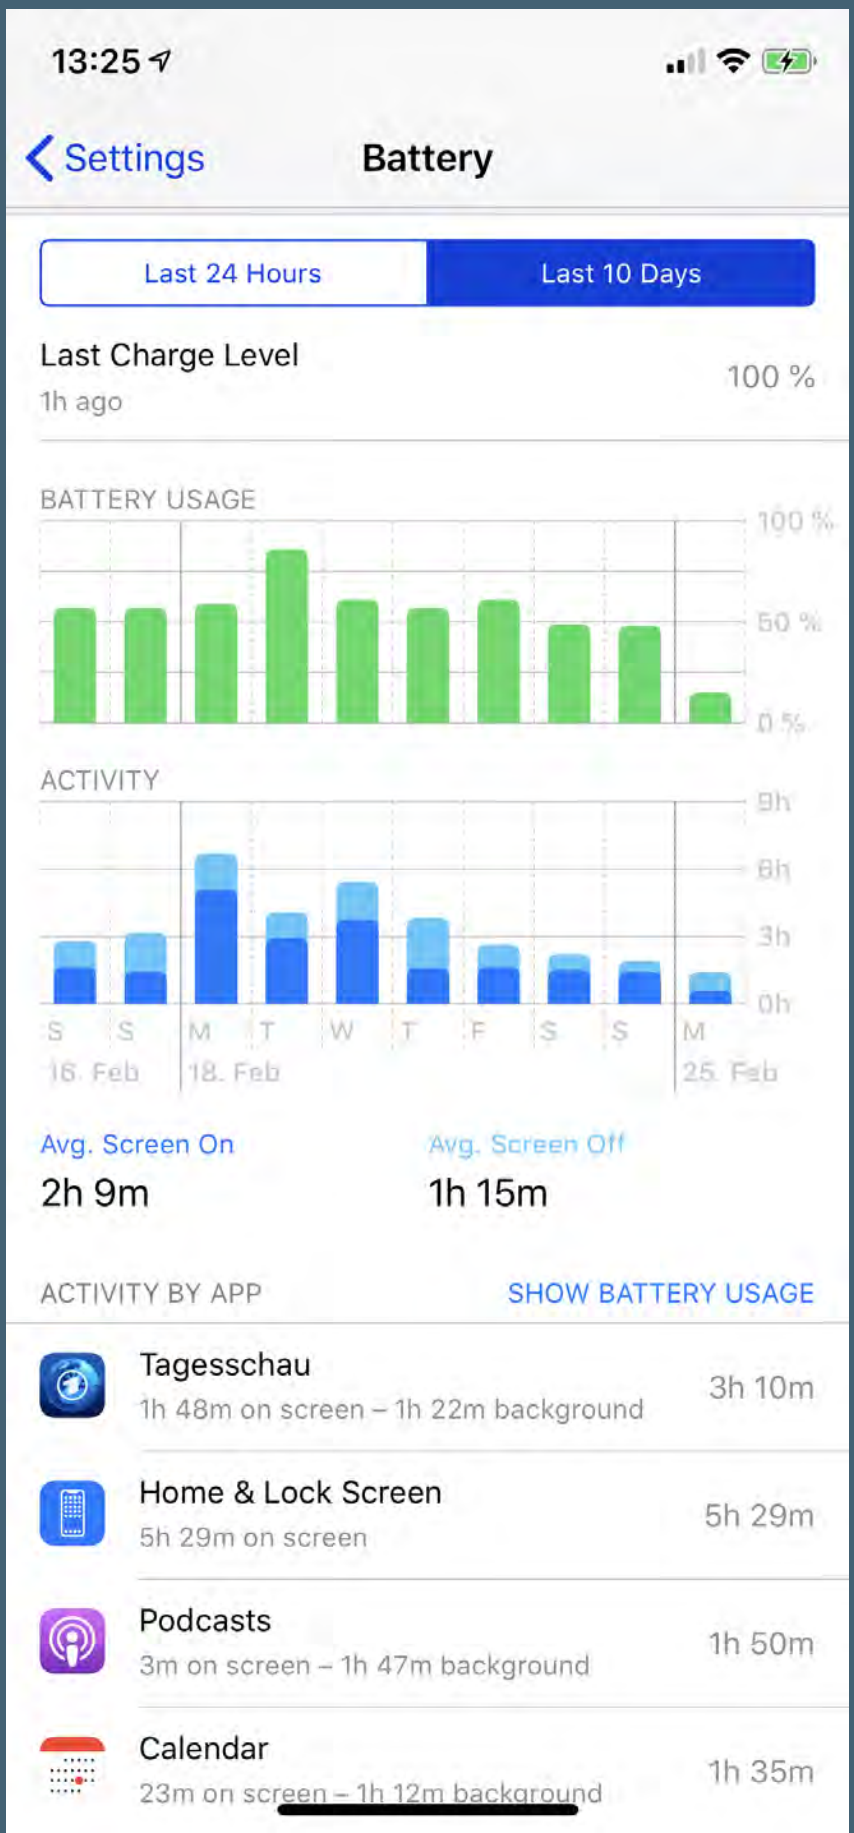 13:25
Settings
Battery
Last 24 Hours
Last 10 Days
Last Charge Level
1h ago
100 %
BATTERY USAGE
100 %
50 %
0 %
ACTIVITY
9h
6h
3h
0h
S S M T W T F S S M
16. Feb 18. Feb 25. Feb
Avg. Screen On
Avg. Screen Off
2h 9m
1h 15m
ACTIVITY BY APP
SHOW BATTERY USAGE
Tagesschau
1h 48m on screen – 1h 22m background
3h 10m
Home & Lock Screen
5h 29m on screen
5h 29m
Podcasts
3m on screen – 1h 47m background
1h 50m
Calendar
23m on screen – 1h 12m background
1h 35m